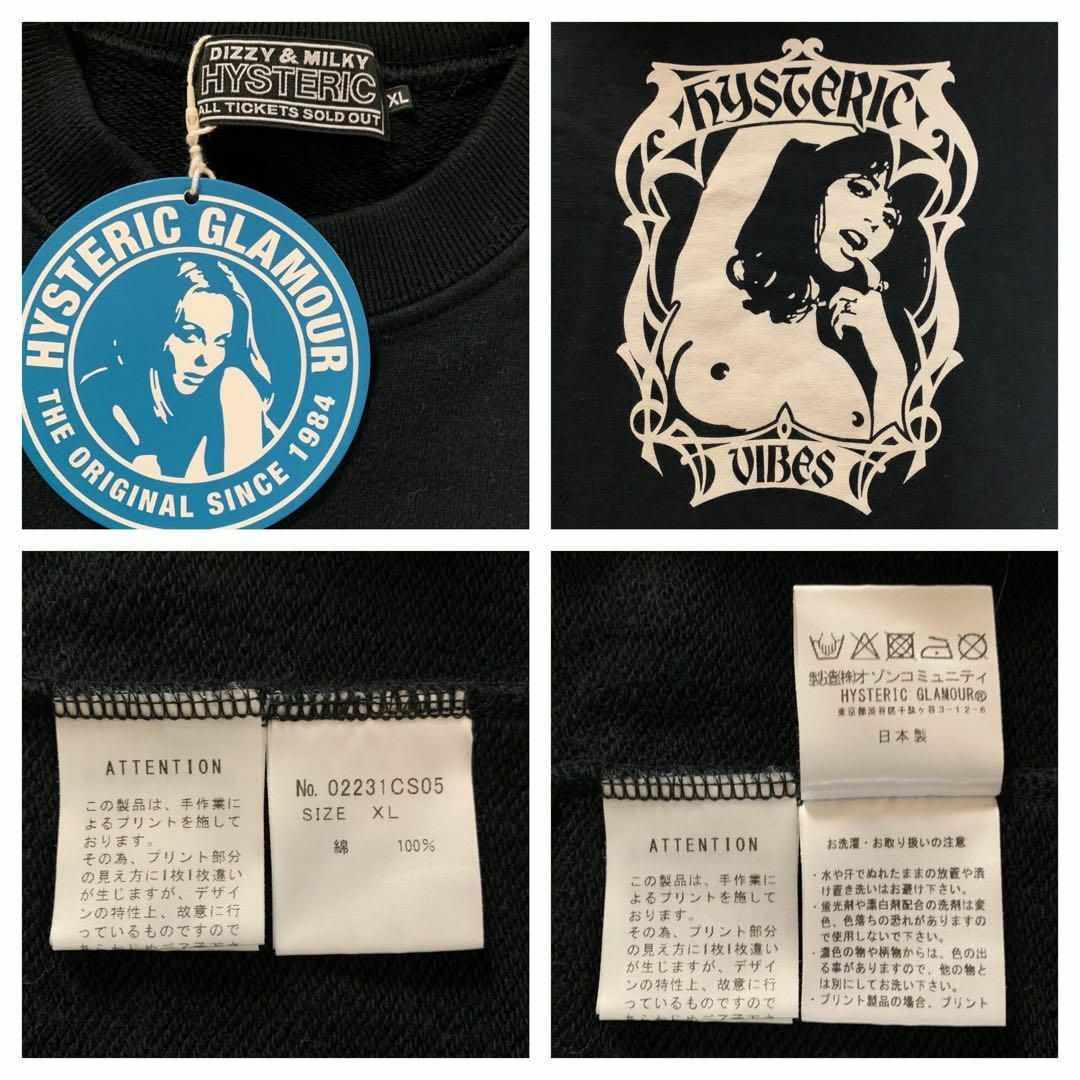 DIZZY & MILKY
HYSTERIC
ALL TICKETS SOLD OUT
XL
HYSTERIC GLAMOUR
THE ORIGINAL SINCE 1984
HYSTERIC
VIBES
ATTENTION
この製品は、手作業に
よるプリントを施して
おります。
その為、プリント部分
の見え方に1枚1枚違い
が生じますが、デザイ
ンの特性上、故意に行
っているものですので
No. 02231CS05
SIZE XL
綿 100%
製造㈱オゾンコミュニティ
HYSTERIC GLAMOUR®
東京都渋谷区千駄ヶ谷3-12-6
日本製
ATTENTION
この製品は、手作業に
よるプリントを施して
おります。
その為、プリント部分
の見え方に1枚1枚違い
が生じますが、デザイ
ンの特性上、故意に行
っているものですので
お洗濯・お取り扱いの注意
・水や汗でぬれたままの放置や漬
け置き洗いはお避け下さい。
・蛍光剤や漂白剤配合の洗剤は変
色、色落ちの恐れがありますの
で使用しないで下さい。
・濃色の物や柄物からは、色の出
る事がありますので、他の物と
は別にしてお洗い下さい。
・プリント製品の場合、プリント